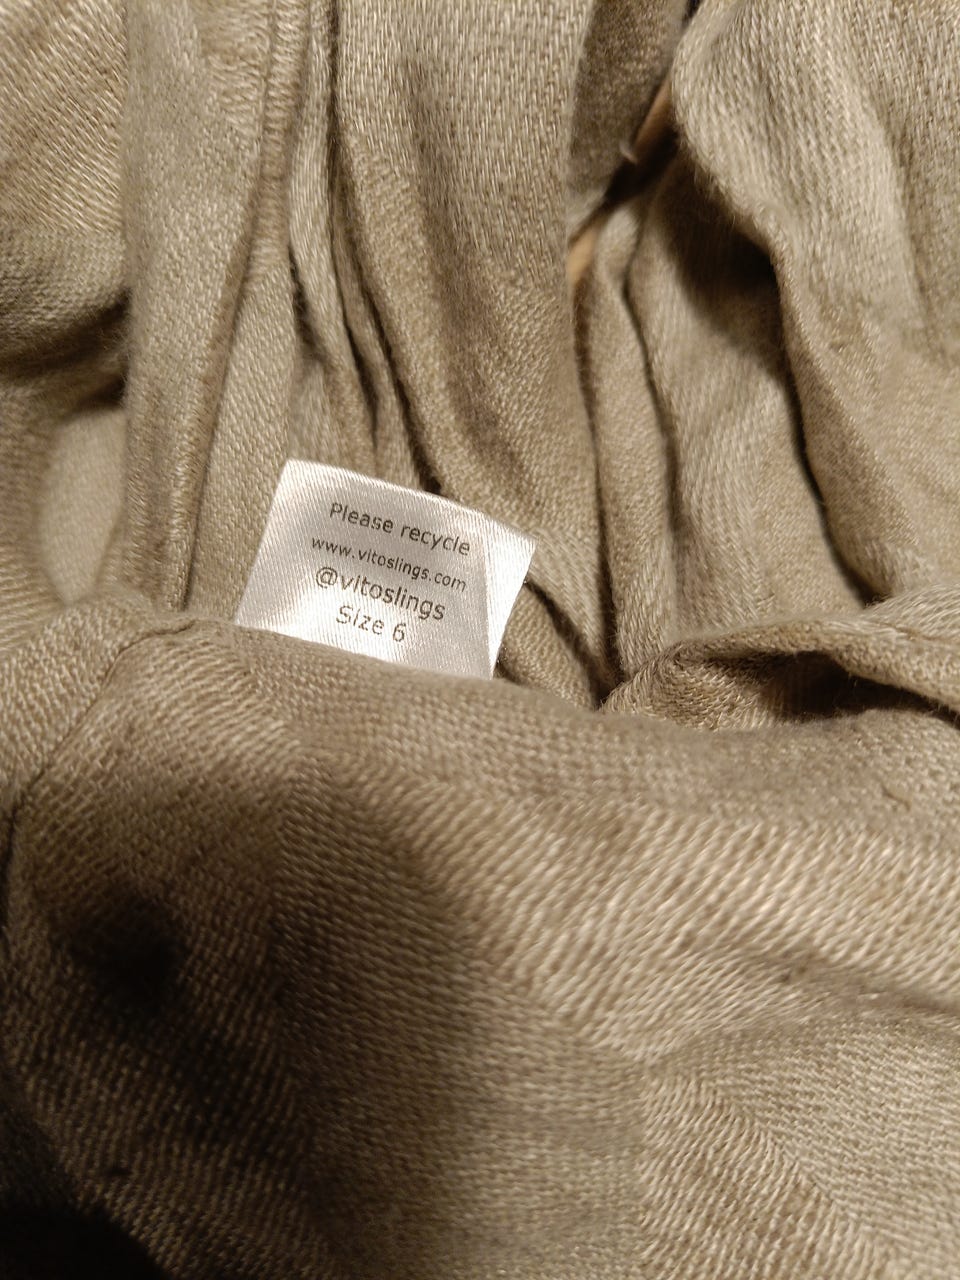 Please recycle
www.vitoslings.com
@vitoslings
Size 6